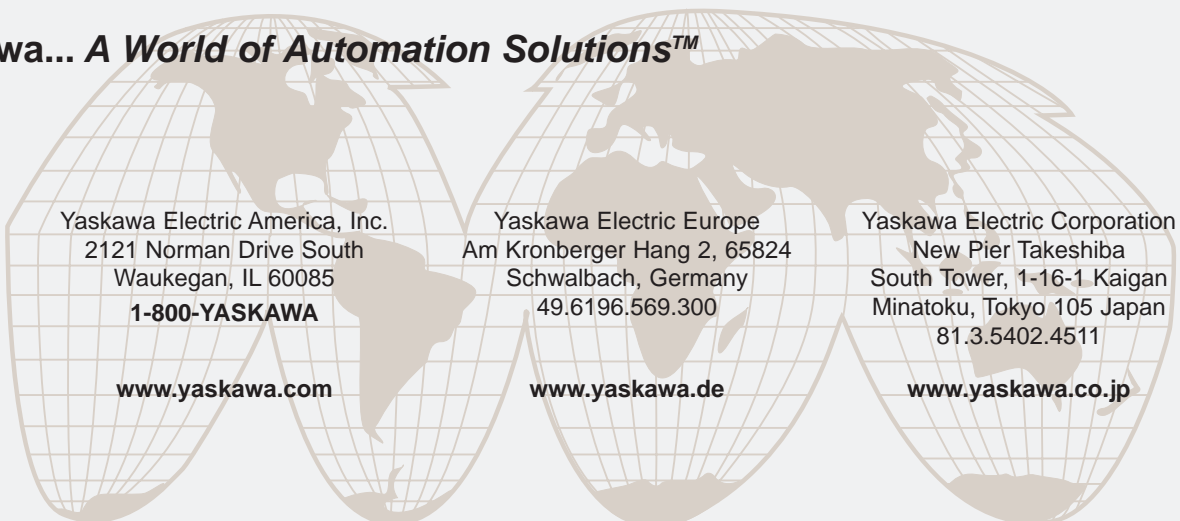 wa... A World of Automation Solutions™
Yaskawa Electric America, Inc.
2121 Norman Drive South
Waukegan, IL 60085
1-800-YASKAWA
www.yaskawa.com
Yaskawa Electric Europe
Am Kronberger Hang 2, 65824
Schwalbach, Germany
49.6196.569.300
www.yaskawa.de
Yaskawa Electric Corporation
New Pier Takeshiba
South Tower, 1-16-1 Kaigan
Minatoku, Tokyo 105 Japan
81.3.5402.4511
www.yaskawa.co.jp